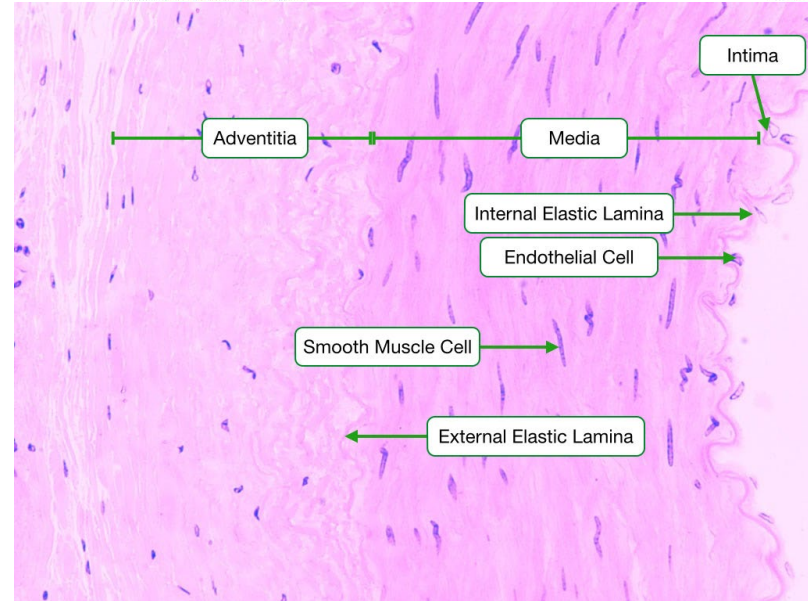 Intima
Adventitia
Media
Internal Elastic Lamina
Endothelial Cell
Smooth Muscle Cell
External Elastic Lamina